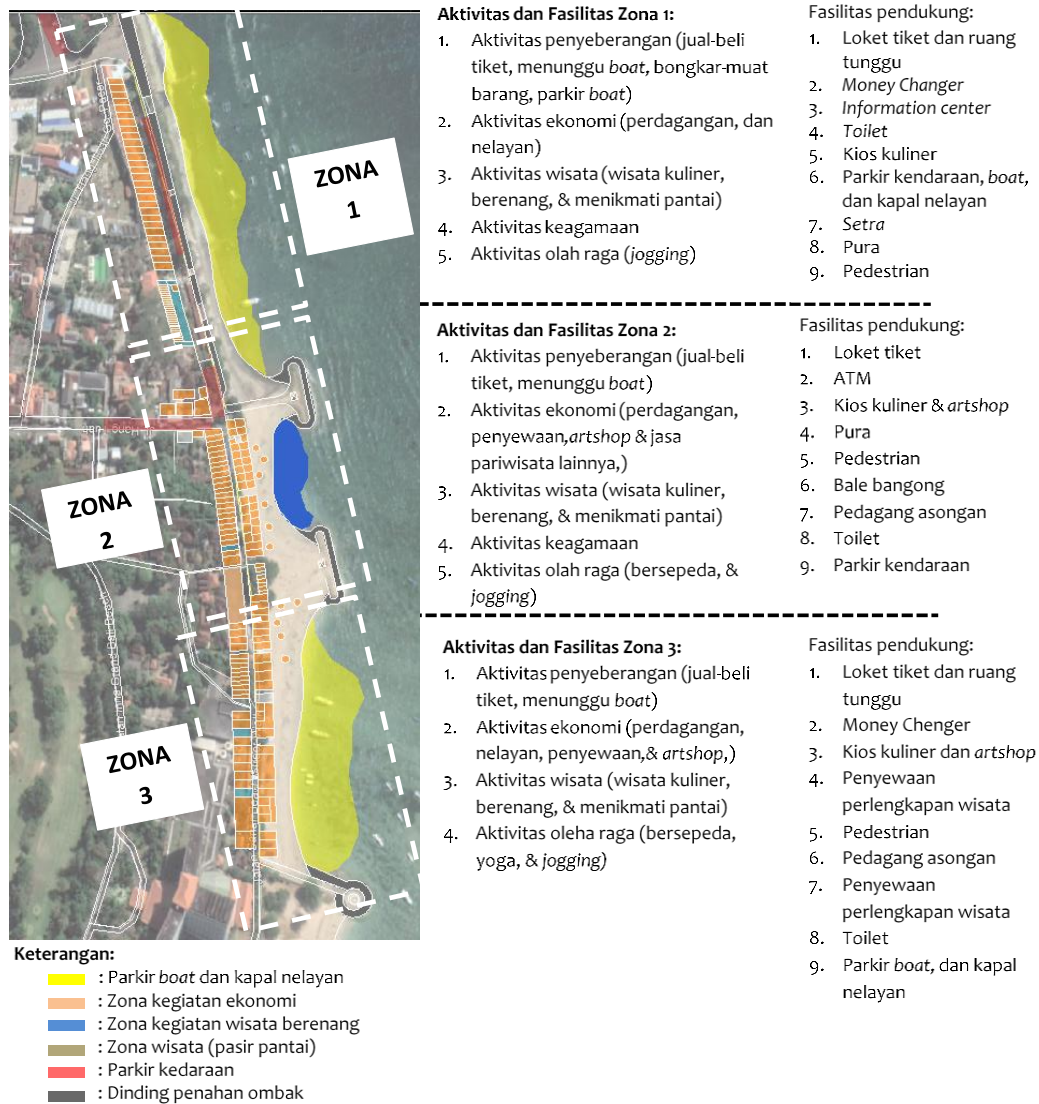 ZONA
1
ZONA
2
ZONA
3
Aktivitas dan Fasilitas Zona 1:
1. Aktivitas penyeberangan (jual-beli
tiket, menunggu boat, bongkar-muat
barang, parkir boat)
2. Aktivitas ekonomi (perdagangan, dan
nelayan)
3. Aktivitas wisata (wisata kuliner,
berenang, & menikmati pantai)
4. Aktivitas keagamaan
5. Aktivitas olah raga (jogging)
Fasilitas pendukung:
1. Loket tiket dan ruang
tunggu
2. Money Changer
3. Information center
4. Toilet
5. Kios kuliner
6. Parkir kendaraan, boat,
dan kapal nelayan
7. Setra
8. Pura
9. Pedestrian
Aktivitas dan Fasilitas Zona 2:
1. Aktivitas penyeberangan (jual-beli
tiket, menunggu boat)
2. Aktivitas ekonomi (perdagangan,
penyewaan,artshop & jasa
pariwisata lainnya,)
3. Aktivitas wisata (wisata kuliner,
berenang, & menikmati pantai)
4. Aktivitas keagamaan
5. Aktivitas olah raga (bersepeda, &
jogging)
Fasilitas pendukung:
1. Loket tiket
2. ATM
3. Kios kuliner & artshop
4. Pura
5. Pedestrian
6. Bale bangong
7. Pedagang asongan
8. Toilet
9. Parkir kendaraan
Aktivitas dan Fasilitas Zona 3:
1. Aktivitas penyeberangan (jual-beli
tiket, menunggu boat)
2. Aktivitas ekonomi (perdagangan,
nelayan, penyewaan,& artshop,)
3. Aktivitas wisata (wisata kuliner,
berenang, & menikmati pantai)
4. Aktivitas oleha raga (bersepeda,
yoga, & jogging)
Fasilitas pendukung:
1. Loket tiket dan ruang
tunggu
2. Money Chenger
3. Kios kuliner dan artshop
4. Penyewaan
perlengkapan wisata
5. Pedestrian
6. Pedagang asongan
7. Penyewaan
perlengkapan wisata
8. Toilet
9. Parkir boat, dan kapal
nelayan
Keterangan:
: Parkir boat dan kapal nelayan
: Zona kegiatan ekonomi
: Zona kegiatan wisata berenang
: Zona wisata (pasir pantai)
: Parkir kedaraan
: Dinding penahan ombak